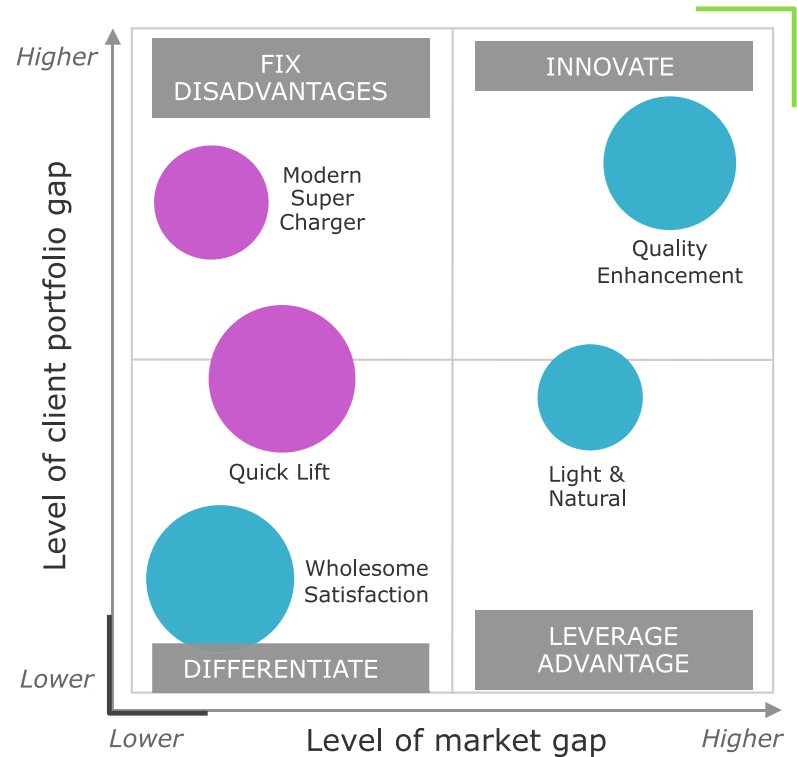 Higher
FIX
DISADVANTAGES
INNOVATE
Modern
Super
Charger
Quality
Enhancement
Level of client portfolio gap
Quick Lift
Light &
Natural
Wholesome
Satisfaction
LEVERAGE
ADVANTAGE
DIFFERENTIATE
Lower
Lower
Level of market gap
Higher